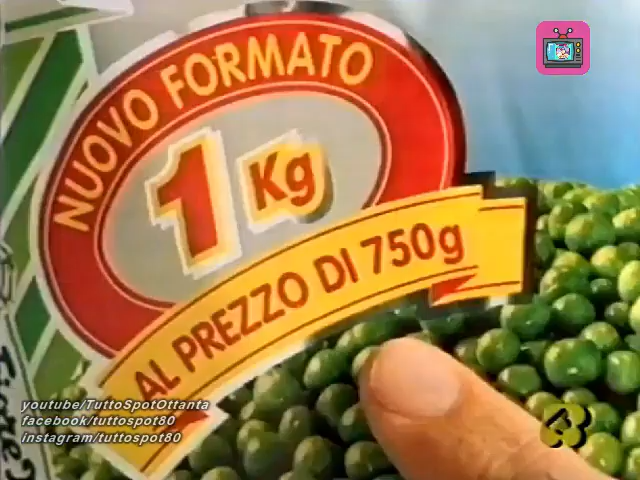 NUOVO FORMATO
1 Kg
AL PREZZO DI 750g
youtube/TuttoSpotOttanta
facebook/tuttospot80
instagram/tuttospot80